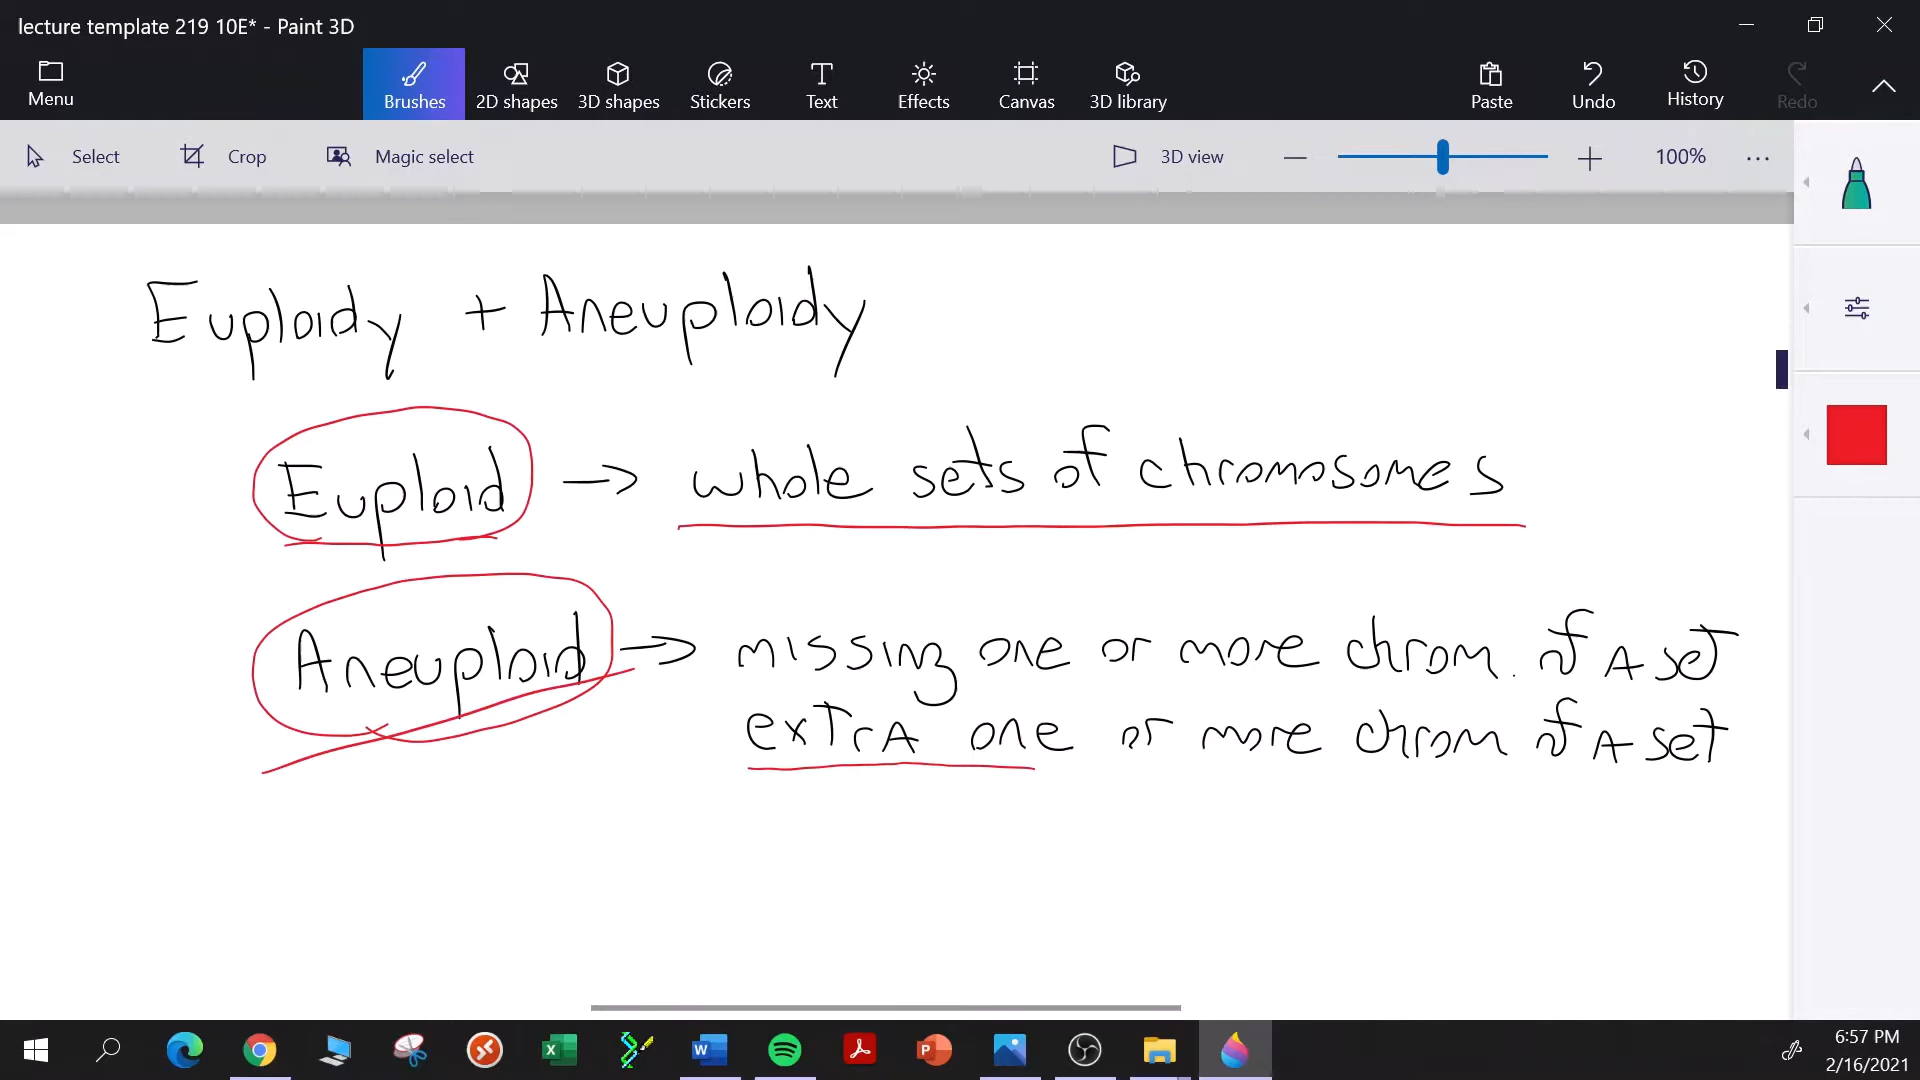 lecture template 219 10E* - Paint 3D
Menu
Brushes 2D shapes 3D shapes Stickers Text Effects Canvas 3D library Paste Undo History Redo
Select Crop Magic select 3D view 100%
Euploidy + Aneuploidy
Euploid → whole sets of chromosomes
Aneuploid → missing one or more chrom. of A set
extrA one or more chrom of A set
6:57 PM
2/16/2021